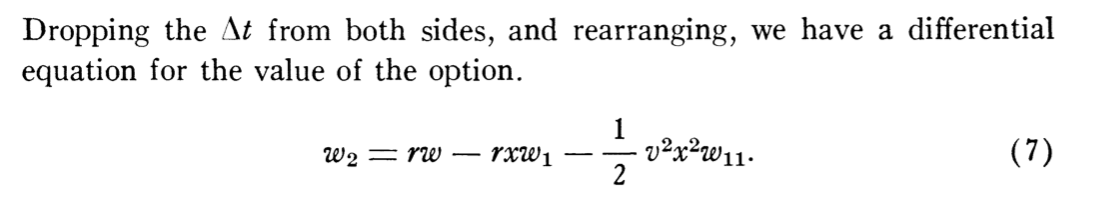 Dropping the Δt from both sides, and rearranging, we have a differential
equation for the value of the option.
w₂ = rw — rxw₁ — 1/2 v²x²w₁₁. (7)